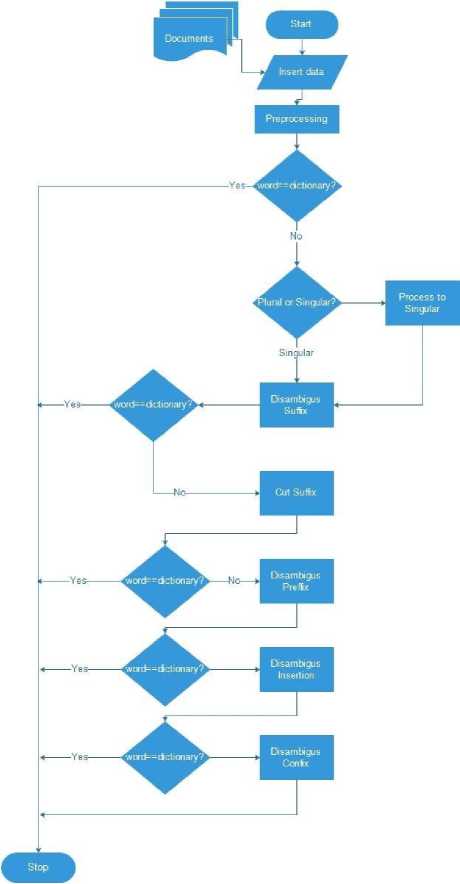 Start
Documents
Insert data
Preprocessing
Yes
word==dictionary?
No
Plural or Singular?
Process to
Singular
Singular
Yes
word==dictionary?
Disambigus
Suffix
No
Cut Suffix
Yes
word==dictionary?
No
Disambigus
Preffix
Yes
word==dictionary?
Disambigus
Insertion
Yes
word==dictionary?
Disambigus
Confix
Stop